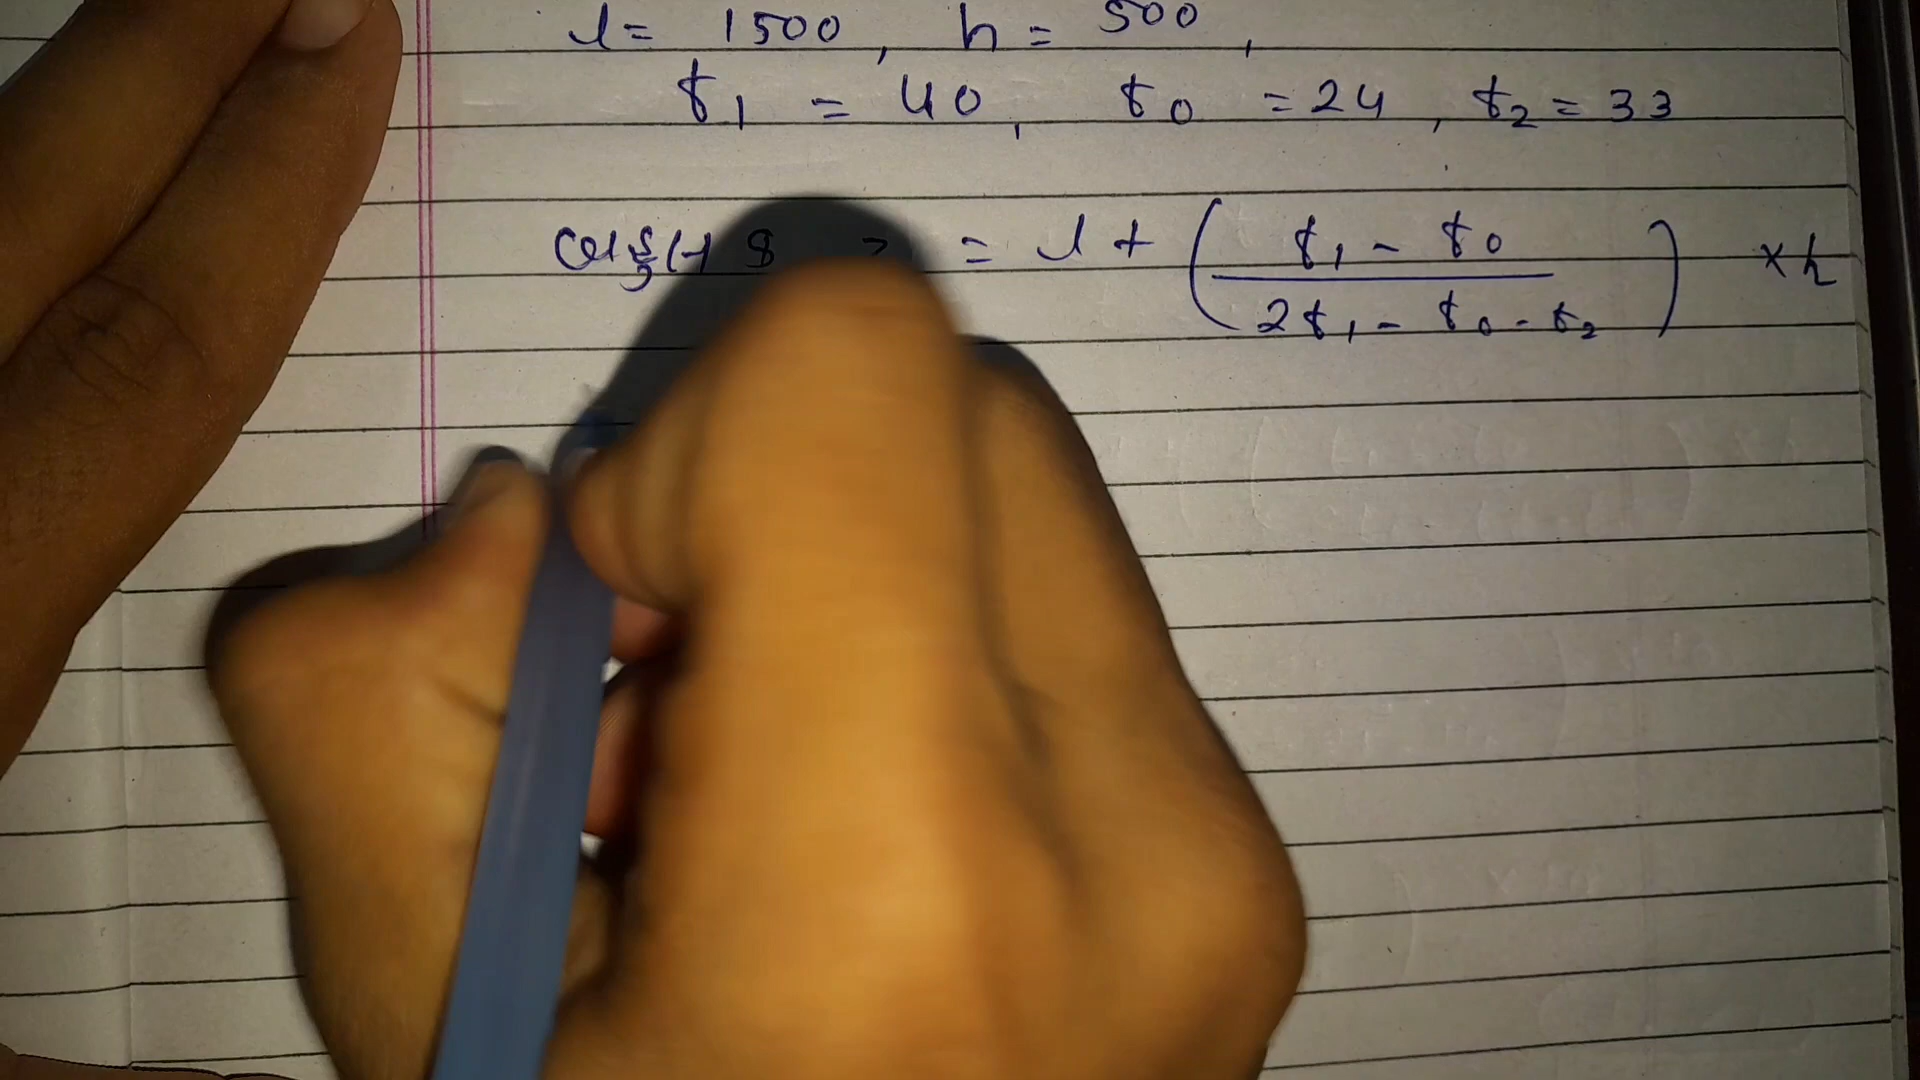 l = 1500, h = 500,
f1 = 40, f0 = 24, f2 = 33
= l + ( f1 - f0 / 2f1 - f0 - f2 ) × h